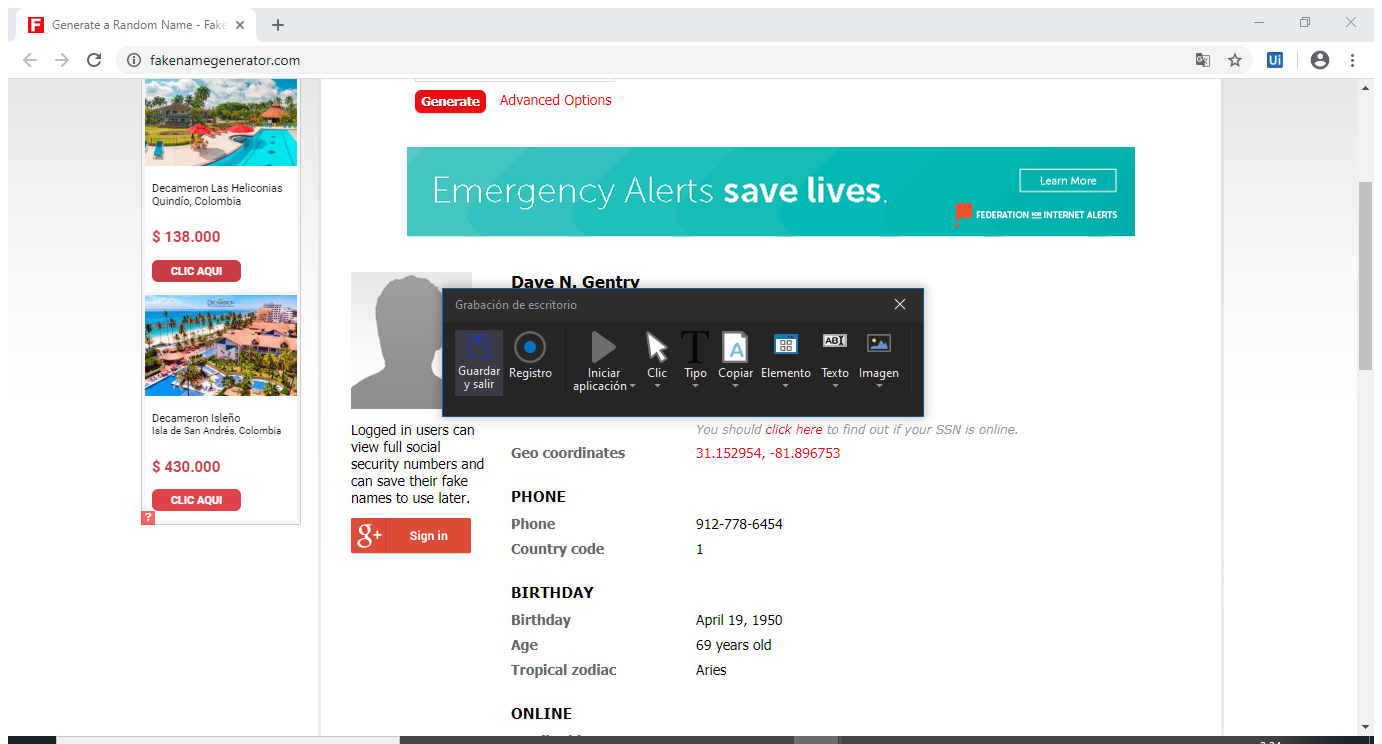 F Generate a Random Name - Fake
fakenamegenerator.com
Ui
Generate Advanced Options
Emergency Alerts save lives.
Learn More
FEDERATION FOR INTERNET ALERTS
Decameron Las Heliconias
Quindío, Colombia
$ 138.000
CLIC AQUI
DECAMERON
Decameron Isleño
Isla de San Andrés, Colombia
$ 430.000
CLIC AQUI
?
Dave N. Gentry
Grabación de escritorio
Guardar
y salir
Registro
Iniciar
aplicación
Clic
T
Tipo
A
Copiar
Elemento
AB
Texto
Imagen
Logged in users can
view full social
security numbers and
can save their fake
names to use later.
g+ Sign in
You should click here to find out if your SSN is online.
Geo coordinates 31.152954, -81.896753
PHONE
Phone 912-778-6454
Country code 1
BIRTHDAY
Birthday April 19, 1950
Age 69 years old
Tropical zodiac Aries
ONLINE